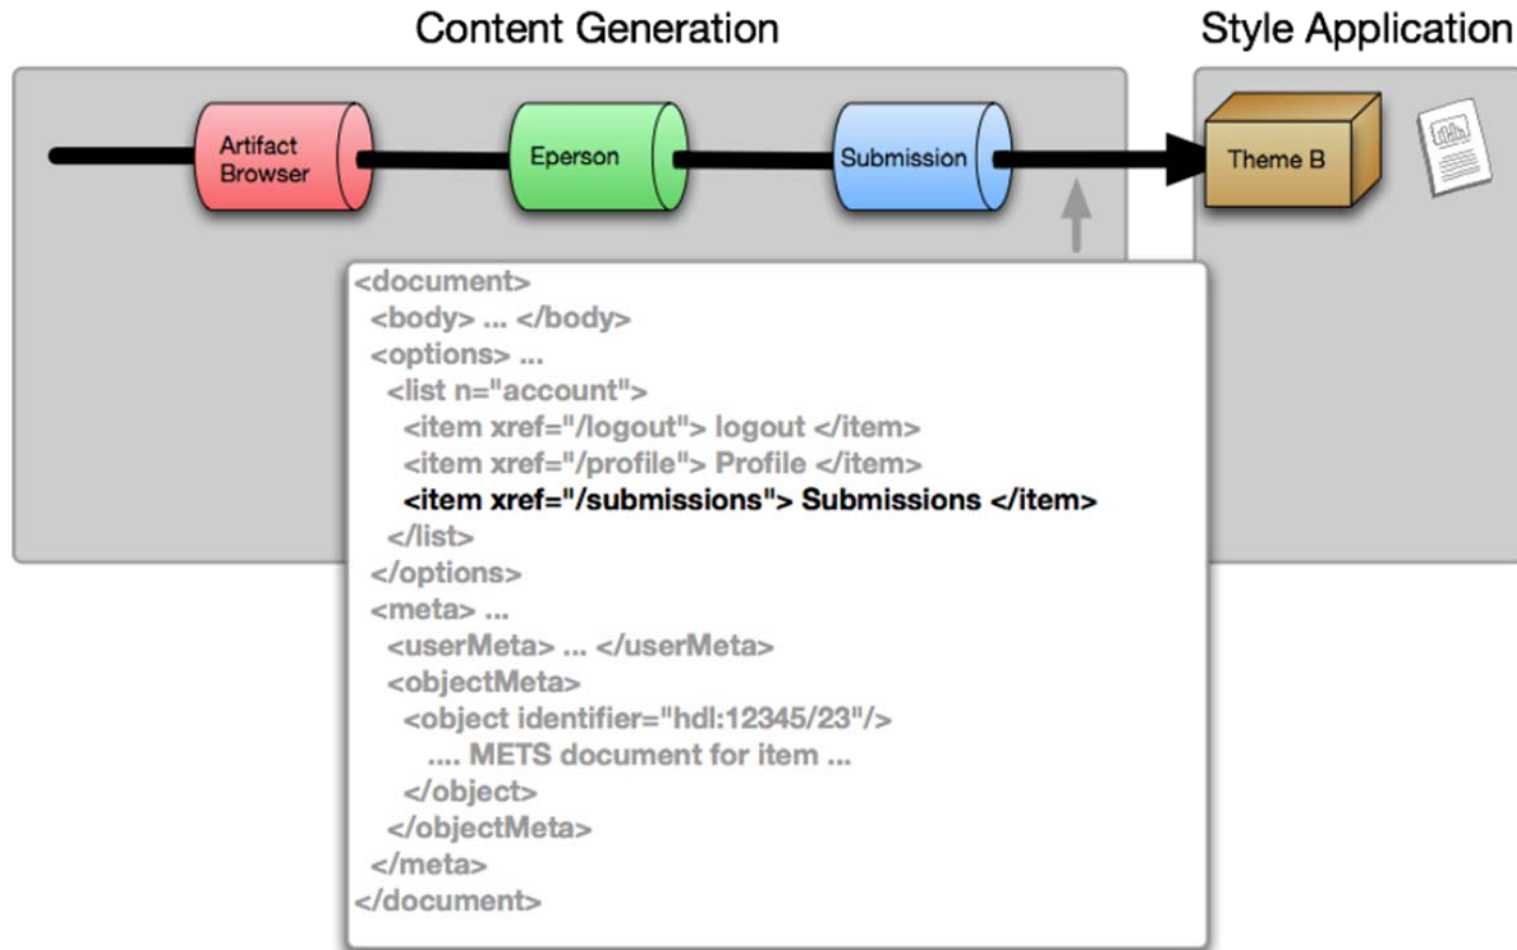 Content Generation
Style Application
Artifact
Browser
Eperson
Submission
Theme B
<document>
<body> ... </body>
<options> ...
<list n="account">
<item xref="/logout"> logout </item>
<item xref="/profile"> Profile </item>
<item xref="/submissions"> Submissions </item>
</list>
</options>
<meta> ...
<userMeta> ... </userMeta>
<objectMeta>
<object identifier="hdl:12345/23"/>
.... METS document for item ...
</object>
</objectMeta>
</meta>
</document>